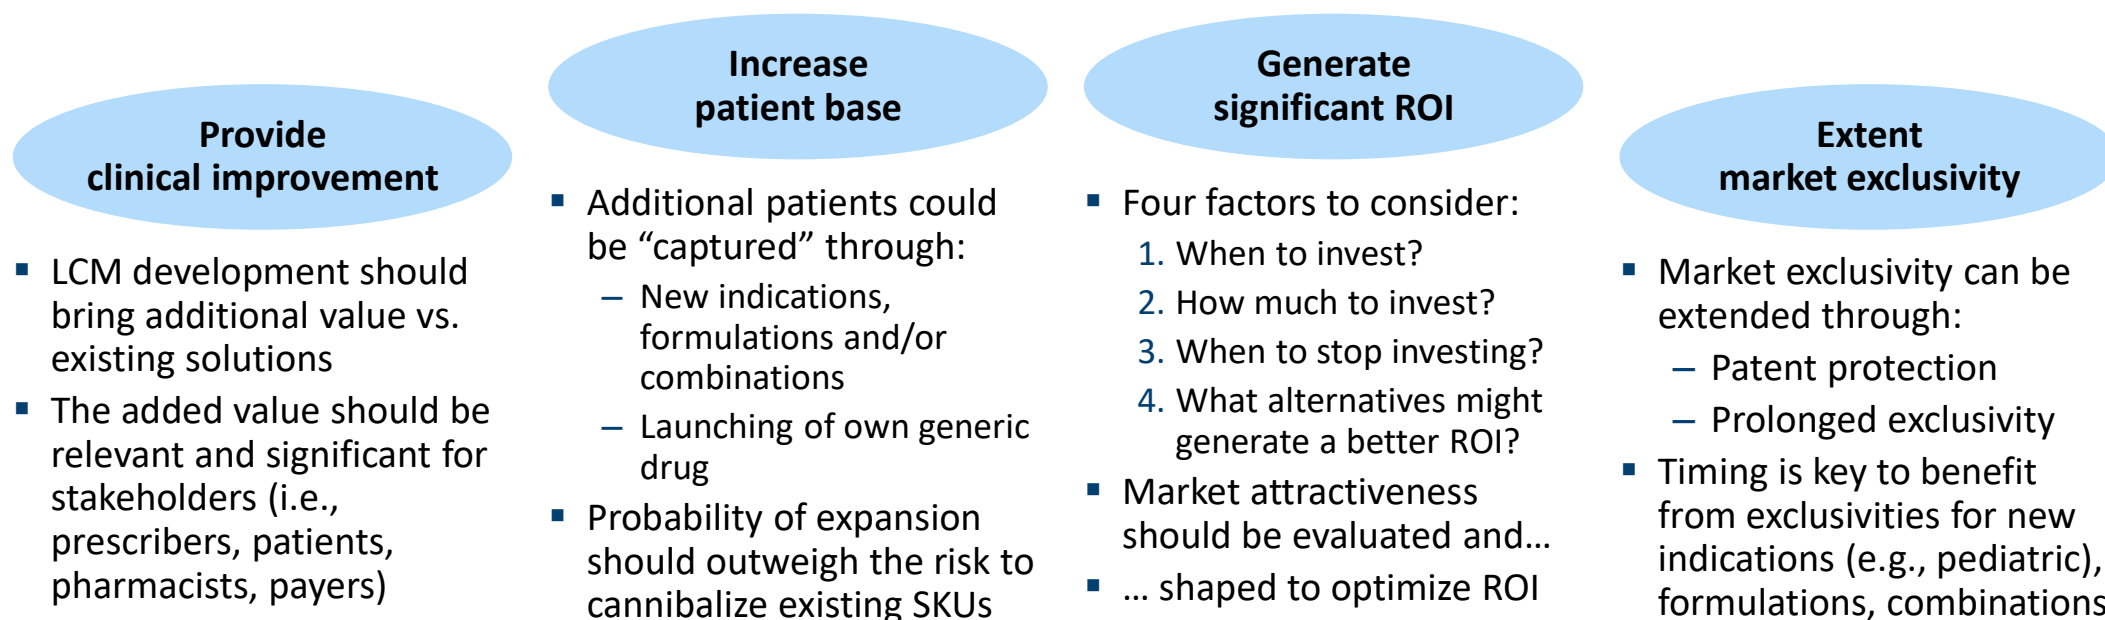 Provide
clinical improvement
▪ LCM development should
bring additional value vs.
existing solutions
▪ The added value should be
relevant and significant for
stakeholders (i.e.,
prescribers, patients,
pharmacists, payers)
Increase
patient base
▪ Additional patients could
be “captured” through:
– New indications,
formulations and/or
combinations
– Launching of own generic
drug
▪ Probability of expansion
should outweigh the risk to
cannibalize existing SKUs
Generate
significant ROI
▪ Four factors to consider:
1. When to invest?
2. How much to invest?
3. When to stop investing?
4. What alternatives might
generate a better ROI?
▪ Market attractiveness
should be evaluated and…
▪ … shaped to optimize ROI
Extent
market exclusivity
▪ Market exclusivity can be
extended through:
– Patent protection
– Prolonged exclusivity
▪ Timing is key to benefit
from exclusivities for new
indications (e.g., pediatric),
formulations, combinations